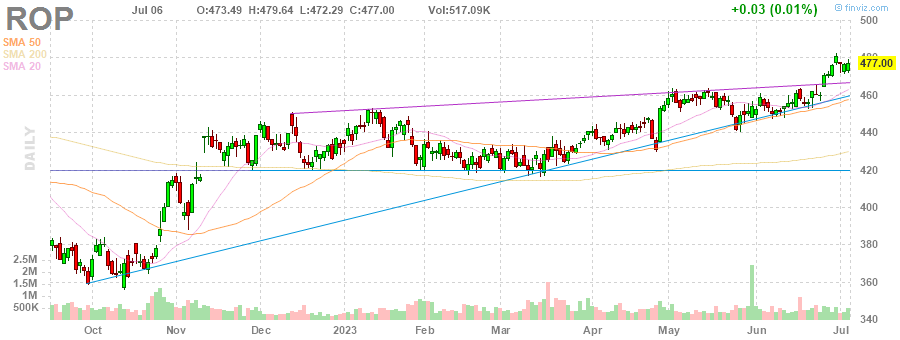 ROP Jul 06 O:473.49 H:479.64 L:472.29 C:477.00 Vol:517.09K +0.03 (0.01%) © finviz.com
SMA 50
SMA 200
SMA 20
DAILY
500
480
477.00
460
440
420
400
380
360
340
2.5M
2M
1M
500K
Oct Nov Dec 2023 Feb Mar Apr May Jun Jul